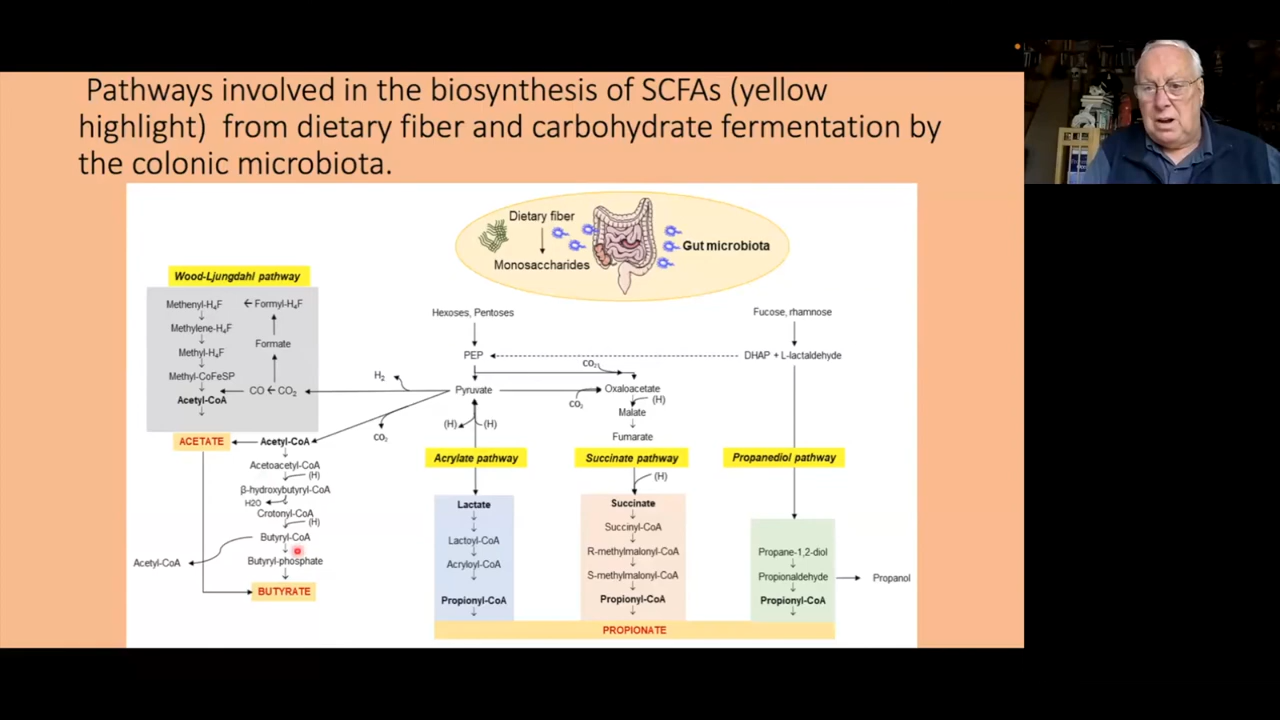 Pathways involved in the biosynthesis of SCFAs (yellow
highlight) from dietary fiber and carbohydrate fermentation by
the colonic microbiota.
Dietary fiber
Gut microbiota
Monosaccharides
Wood-Ljungdahl pathway
Methenyl-H₄F
Formyl-H₄F
Methylene-H₄F
Formate
Methyl-H₄F
Methyl-CoFeSP
CO
CO₂
Acetyl-CoA
ACETATE
Acetyl-CoA
Acetoacetyl-CoA
(H)
β-hydroxybutyryl-CoA
H2O
Crotonyl-CoA
(H)
Butyryl-CoA
Acetyl-CoA
Butyryl-phosphate
BUTYRATE
Hexoses, Pentoses
PEP
H₂
Pyruvate
CO₂
(H)
(H)
CO₂
CO₂
Oxaloacetate
(H)
Malate
Fumarate
Acrylate pathway
Lactate
Lactoyl-CoA
Acryloyl-CoA
Propionyl-CoA
Succinate pathway
(H)
Succinate
Succinyl-CoA
R-methylmalonyl-CoA
S-methylmalonyl-CoA
Propionyl-CoA
Fucose, rhamnose
DHAP + L-lactaldehyde
Propanediol pathway
Propane-1,2-diol
Propionaldehyde
Propanol
Propionyl-CoA
PROPIONATE